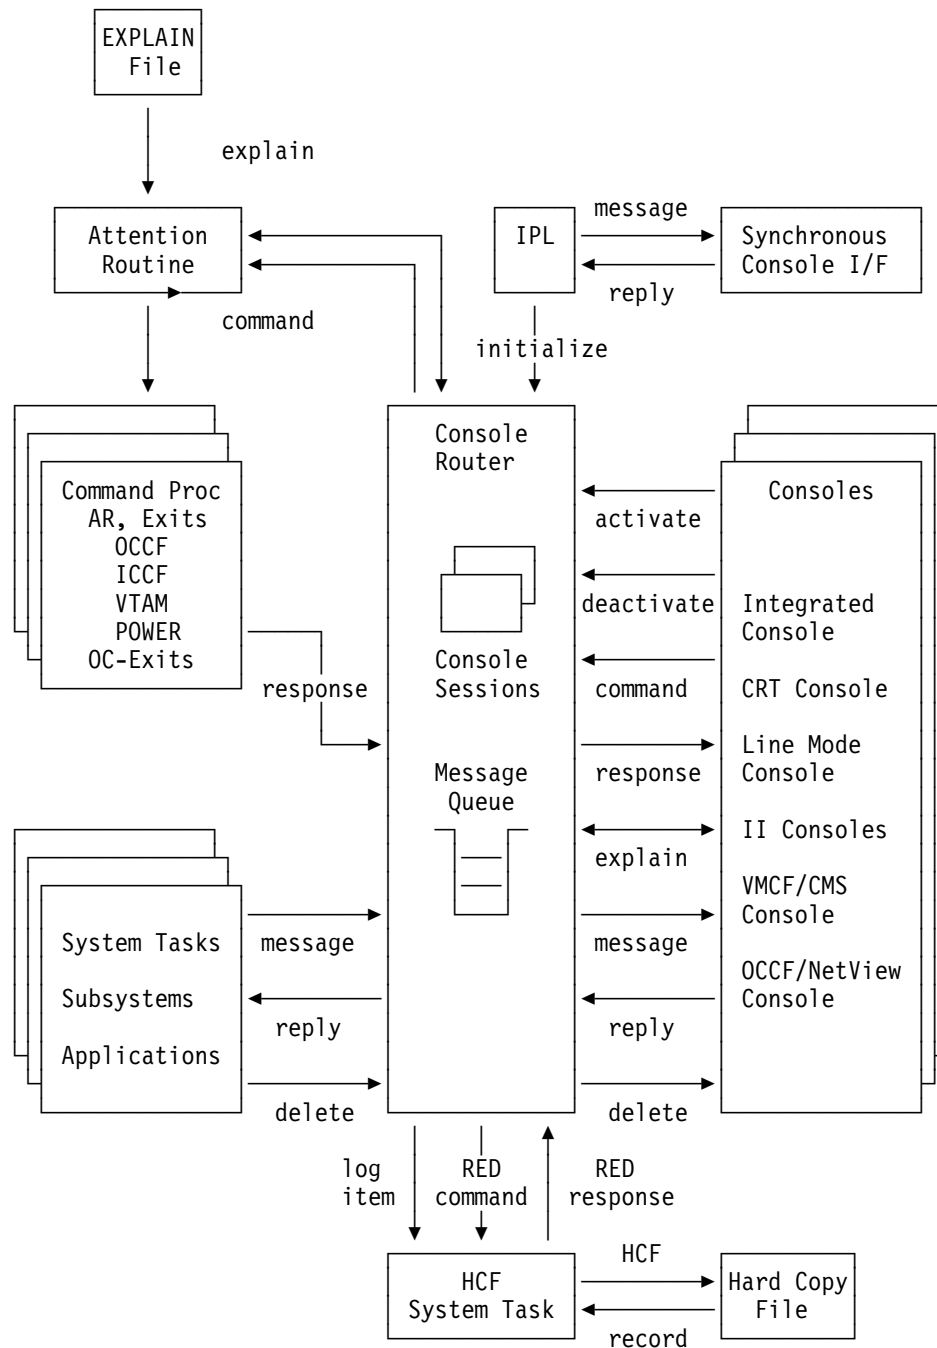 EXPLAIN
File
explain
Attention
Routine
command
IPL
message
reply
Synchronous
Console I/F
initialize
Command Proc
AR, Exits
OCCF
ICCF
VTAM
POWER
OC-Exits
response
Console
Router
Console
Sessions
Message
Queue
activate
deactivate
command
response
explain
message
reply
delete
Consoles
Integrated
Console
CRT Console
Line Mode
Console
II Consoles
VMCF/CMS
Console
OCCF/NetView
Console
System Tasks
Subsystems
Applications
message
reply
delete
log
item
RED
command
RED
response
HCF
System Task
HCF
record
Hard Copy
File